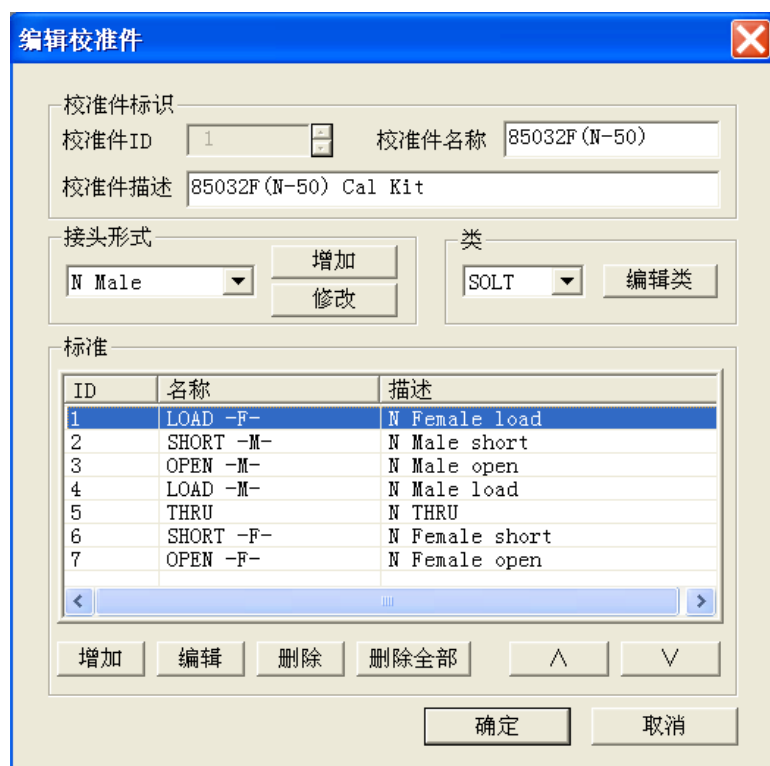 编辑校准件
校准件标识
校准件ID 1 校准件名称 85032F(N-50)
校准件描述 85032F(N-50) Cal Kit
接头形式 类
N Male 增加 SOLT 编辑类
修改
标准
ID 名称 描述
1 LOAD -F- N Female load
2 SHORT -M- N Male short
3 OPEN -M- N Male open
4 LOAD -M- N Male load
5 THRU N THRU
6 SHORT -F- N Female short
7 OPEN -F- N Female open
增加 编辑 删除 删除全部 ∧ ∨
确定 取消